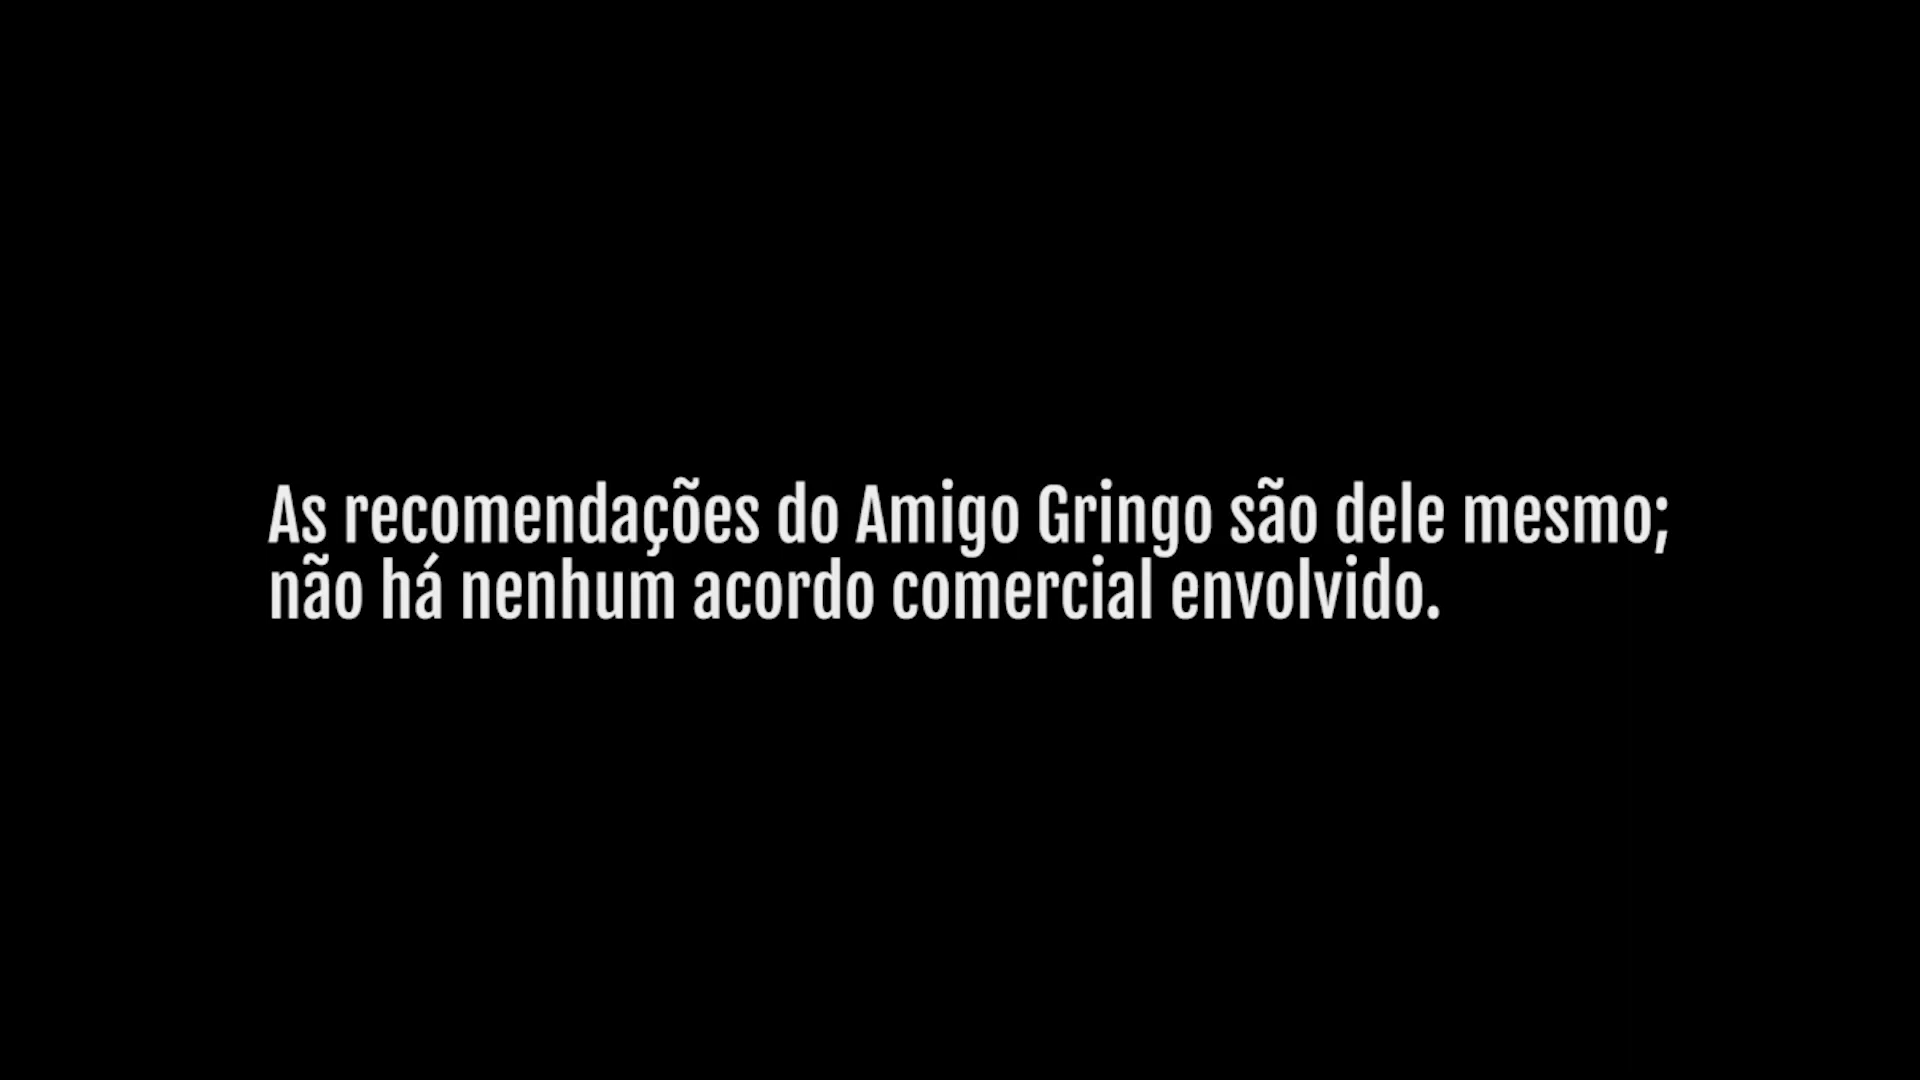 As recomendações do Amigo Gringo são dele mesmo;
não há nenhum acordo comercial envolvido.